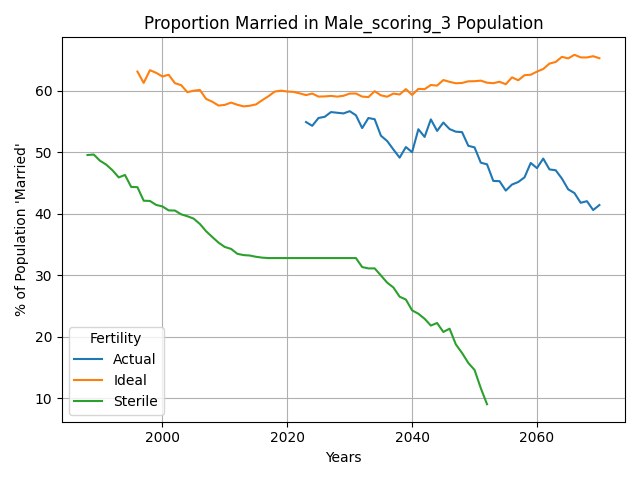 Proportion Married in Male_scoring_3 Population
% of Population 'Married'
60
50
40
30
20
10
Fertility
Actual
Ideal
Sterile
2000
2020
2040
2060
Years